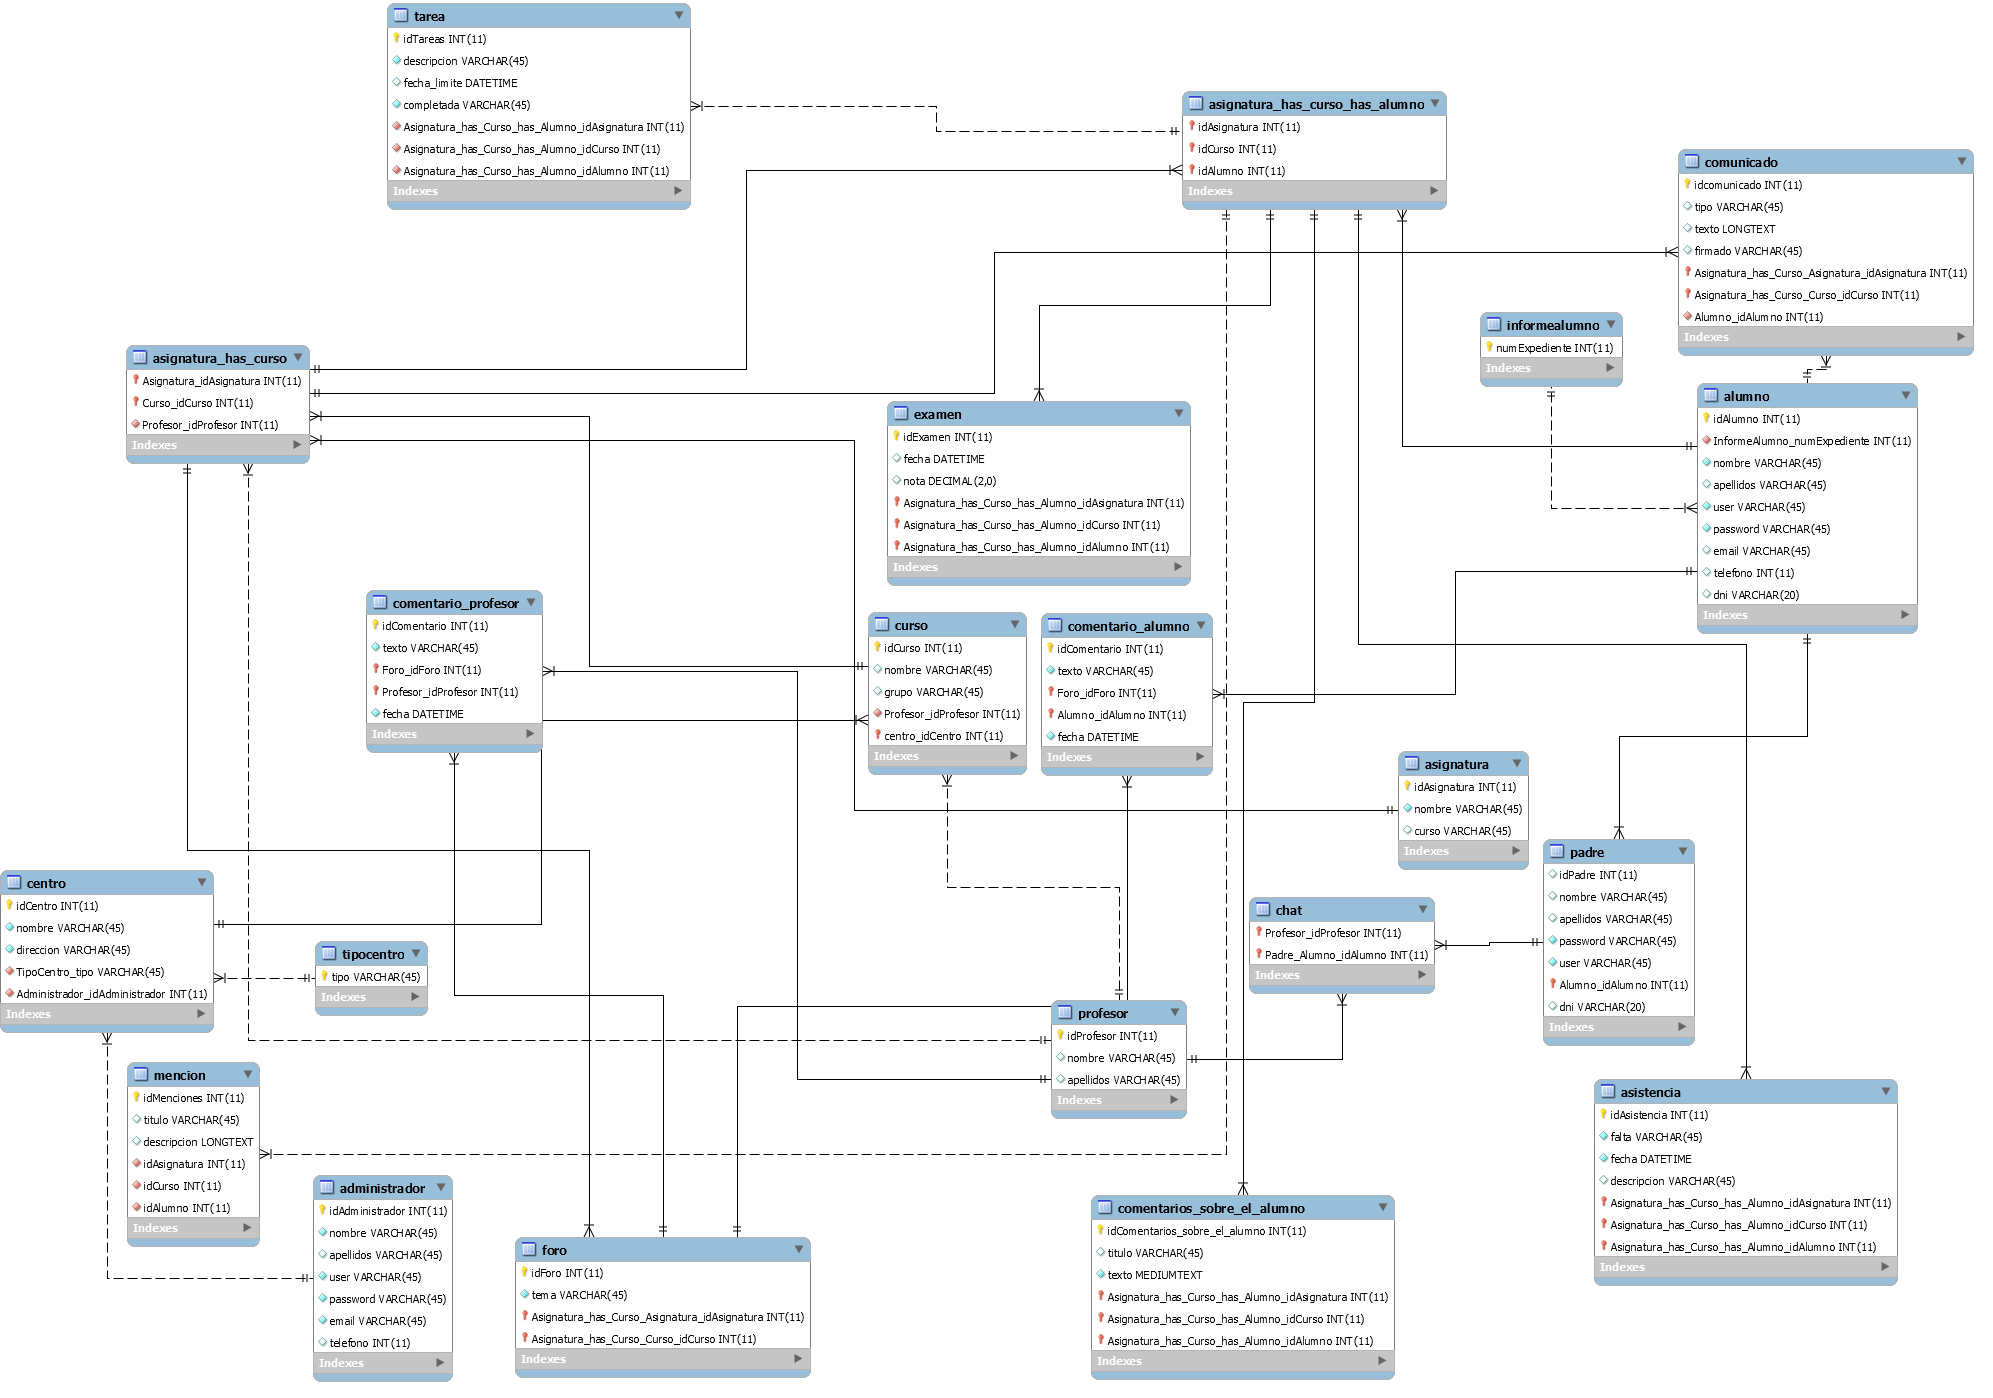 tarea
idTareas INT(11)
descripcion VARCHAR(45)
fecha_limite DATETIME
completada VARCHAR(45)
Asignatura_has_Curso_has_Alumno_idAsignatura INT(11)
Asignatura_has_Curso_has_Alumno_idCurso INT(11)
Asignatura_has_Curso_has_Alumno_idAlumno INT(11)
Indexes
asignatura_has_curso_has_alumno
idAsignatura INT(11)
idCurso INT(11)
idAlumno INT(11)
Indexes
comunicado
idcomunicado INT(11)
tipo VARCHAR(45)
texto LONGTEXT
firmado VARCHAR(45)
Asignatura_has_Curso_Asignatura_idAsignatura INT(11)
Asignatura_has_Curso_Curso_idCurso INT(11)
Alumno_idAlumno INT(11)
Indexes
informealumno
numExpediente INT(11)
Indexes
asignatura_has_curso
Asignatura_idAsignatura INT(11)
Curso_idCurso INT(11)
Profesor_idProfesor INT(11)
Indexes
examen
idExamen INT(11)
fecha DATETIME
nota DECIMAL(2,0)
Asignatura_has_Curso_has_Alumno_idAsignatura INT(11)
Asignatura_has_Curso_has_Alumno_idCurso INT(11)
Asignatura_has_Curso_has_Alumno_idAlumno INT(11)
Indexes
alumno
idAlumno INT(11)
InformeAlumno_numExpediente INT(11)
nombre VARCHAR(45)
apellidos VARCHAR(45)
user VARCHAR(45)
password VARCHAR(45)
email VARCHAR(45)
telefono INT(11)
dni VARCHAR(20)
Indexes
comentario_profesor
idComentario INT(11)
texto VARCHAR(45)
Foro_idForo INT(11)
Profesor_idProfesor INT(11)
fecha DATETIME
Indexes
curso
idCurso INT(11)
nombre VARCHAR(45)
grupo VARCHAR(45)
Profesor_idProfesor INT(11)
centro_idCentro INT(11)
Indexes
comentario_alumno
idComentario INT(11)
texto VARCHAR(45)
Foro_idForo INT(11)
Alumno_idAlumno INT(11)
fecha DATETIME
Indexes
asignatura
idAsignatura INT(11)
nombre VARCHAR(45)
curso VARCHAR(45)
Indexes
padre
idPadre INT(11)
nombre VARCHAR(45)
apellidos VARCHAR(45)
password VARCHAR(45)
user VARCHAR(45)
Alumno_idAlumno INT(11)
dni VARCHAR(20)
Indexes
centro
idCentro INT(11)
nombre VARCHAR(45)
direccion VARCHAR(45)
TipoCentro_tipo VARCHAR(45)
Administrador_idAdministrador INT(11)
Indexes
tipocentro
tipo VARCHAR(45)
Indexes
chat
Profesor_idProfesor INT(11)
Padre_Alumno_idAlumno INT(11)
Indexes
profesor
idProfesor INT(11)
nombre VARCHAR(45)
apellidos VARCHAR(45)
Indexes
mencion
idMenciones INT(11)
titulo VARCHAR(45)
descripcion LONGTEXT
idAsignatura INT(11)
idCurso INT(11)
idAlumno INT(11)
Indexes
asistencia
idAsistencia INT(11)
falta VARCHAR(45)
fecha DATETIME
descripcion VARCHAR(45)
Asignatura_has_Curso_has_Alumno_idAsignatura INT(11)
Asignatura_has_Curso_has_Alumno_idCurso INT(11)
Asignatura_has_Curso_has_Alumno_idAlumno INT(11)
Indexes
administrador
idAdministrador INT(11)
nombre VARCHAR(45)
apellidos VARCHAR(45)
user VARCHAR(45)
password VARCHAR(45)
email VARCHAR(45)
telefono INT(11)
Indexes
foro
idForo INT(11)
tema VARCHAR(45)
Asignatura_has_Curso_Asignatura_idAsignatura INT(11)
Asignatura_has_Curso_Curso_idCurso INT(11)
Indexes
comentarios_sobre_el_alumno
idComentarios_sobre_el_alumno INT(11)
titulo VARCHAR(45)
texto MEDIUMTEXT
Asignatura_has_Curso_has_Alumno_idAsignatura INT(11)
Asignatura_has_Curso_has_Alumno_idCurso INT(11)
Asignatura_has_Curso_has_Alumno_idAlumno INT(11)
Indexes